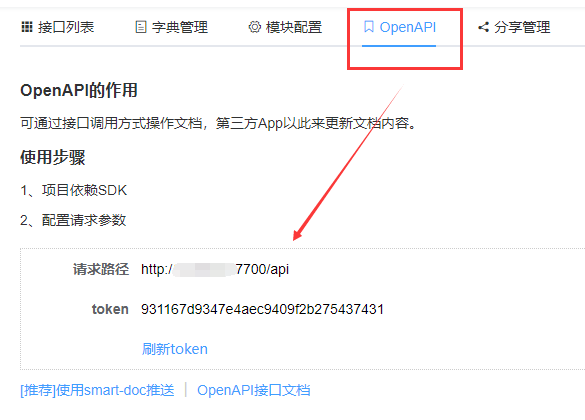 接口列表 字典管理 模块配置 OpenAPI 分享管理
OpenAPI的作用
可通过接口调用方式操作文档，第三方App以此来更新文档内容。
使用步骤
1、项目依赖SDK
2、配置请求参数
请求路径 http:/ 7700/api
token 931167d9347e4aec9409f2b275437431
刷新token
[推荐]使用smart-doc推送 | OpenAPI接口文档